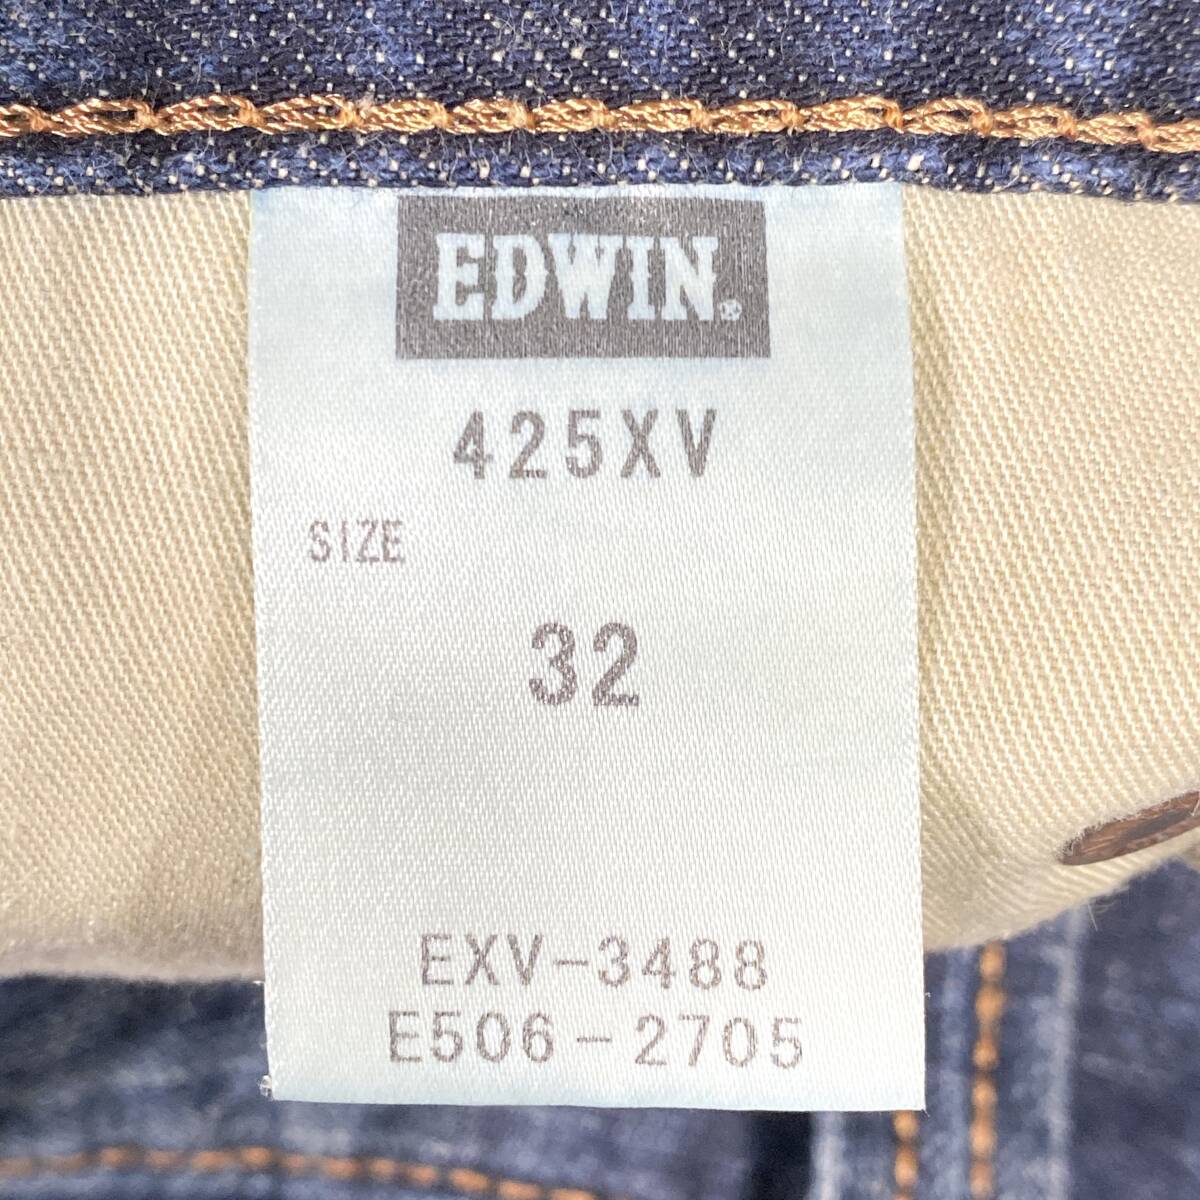 EDWIN®
425XV
SIZE
32
EXV-3488
E506-2705